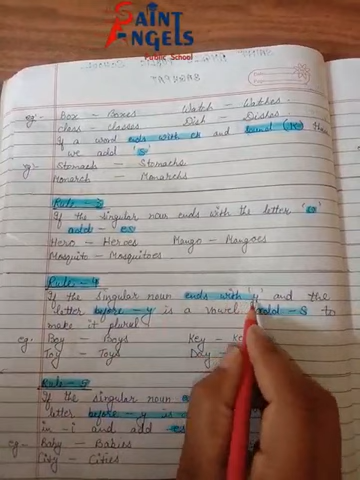 SAINT
ANGELS
Public School
eg:- Box - Boxes Watch - Watches
Class - Classes Dish - Dishes
If a word ends with ch and sound (K) then
we add 's'
eg:- Stomach - Stomachs
Monarch - Monarchs
Rule - 3
If the singular noun ends with the letter 'o'
add - es
Hero - Heroes Mango - Mangoes
Mosquito - Mosquitoes
Rule - 4
If the singular noun ends with 'y' and the
letter before - y is a vowel add - s to
make it plural
eg:- Boy - Boys Key -
Toy - Toys Day -
Rule - 5
If the singular noun
letter before - y is
in - i and add - es
eg:- Baby - Babies
City - Cities